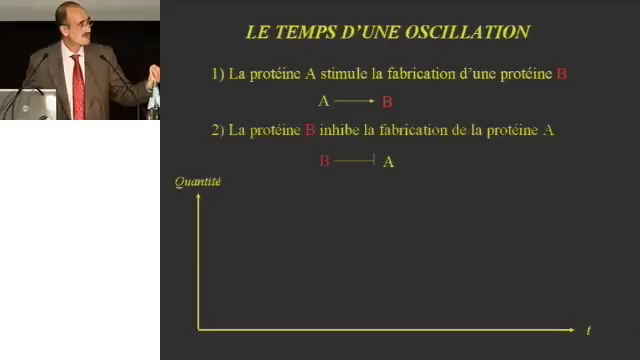 LE TEMPS D'UNE OSCILLATION
1) La protéine A stimule la fabrication d'une protéine B
A B
2) La protéine B inhibe la fabrication de la protéine A
B A
Quantité
t